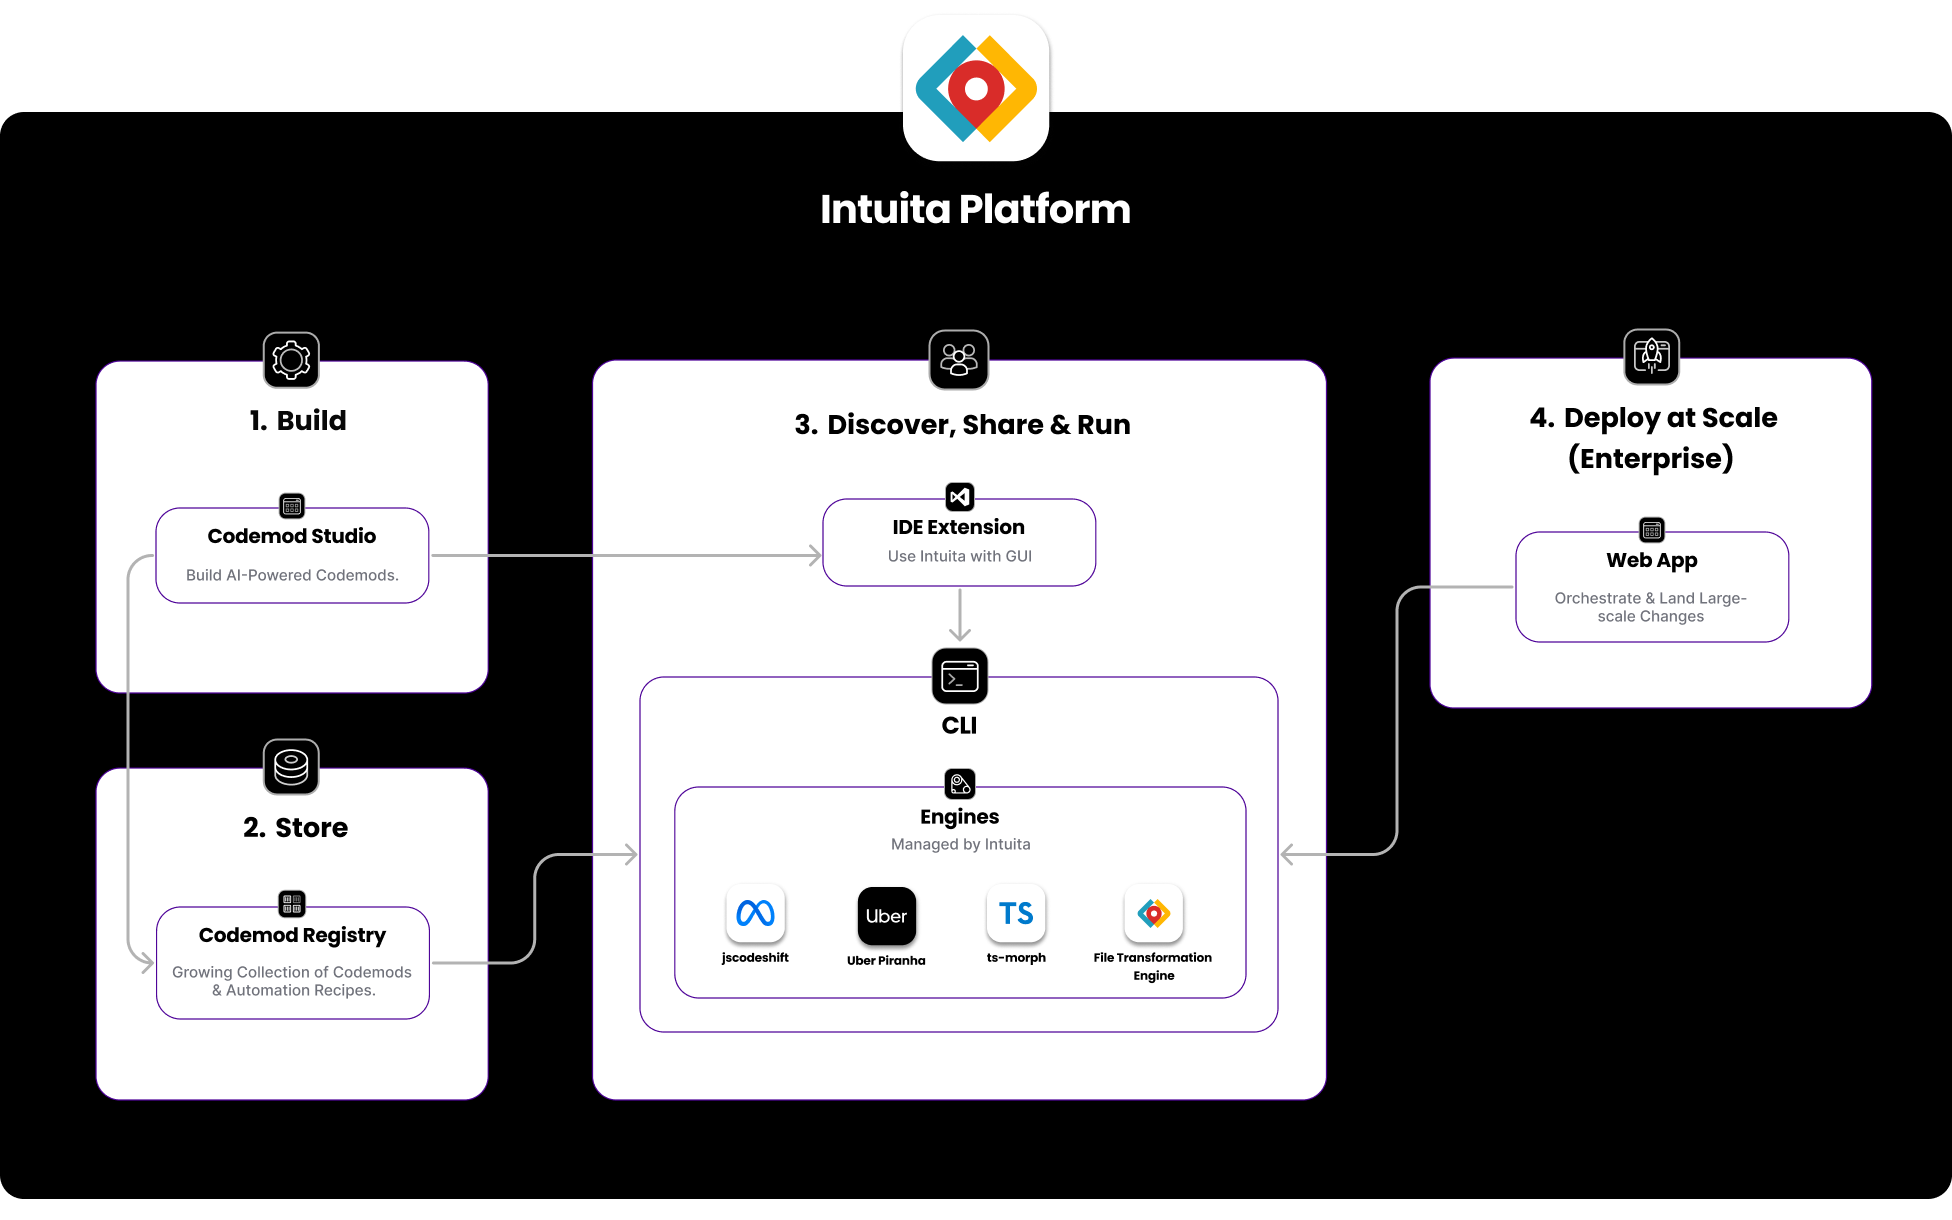 Intuita Platform
1. Build
Codemod Studio
Build AI-Powered Codemods.
2. Store
Codemod Registry
Growing Collection of Codemods
& Automation Recipes.
3. Discover, Share & Run
IDE Extension
Use Intuita with GUI
CLI
Engines
Managed by Intuita
jscodeshift
Uber
Uber Piranha
TS
ts-morph
File Transformation
Engine
4. Deploy at Scale
(Enterprise)
Web App
Orchestrate & Land Large-
scale Changes